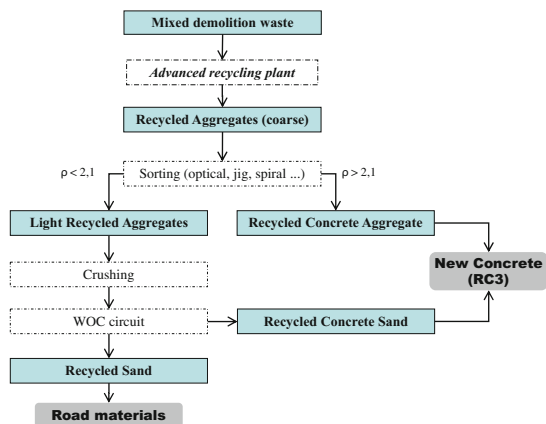 Mixed demolition waste
Advanced recycling plant
Recycled Aggregates (coarse)
ρ < 2,1
Sorting (optical, jig, spiral ...)
ρ > 2,1
Light Recycled Aggregates
Recycled Concrete Aggregate
Crushing
New Concrete
(RC3)
WOC circuit
Recycled Concrete Sand
Recycled Sand
Road materials